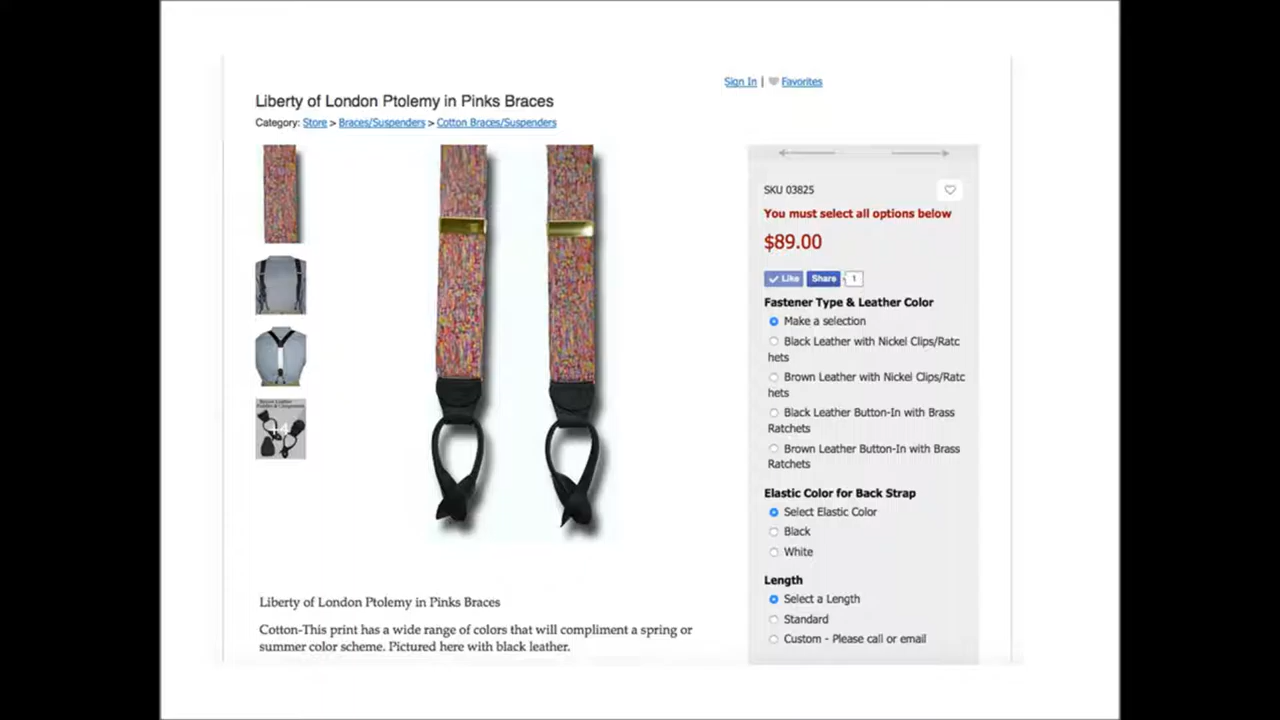 Sign In | Favorites
Liberty of London Ptolemy in Pinks Braces
Category: Store > Braces/Suspenders > Cotton Braces/Suspenders
+4
Liberty of London Ptolemy in Pinks Braces
Cotton-This print has a wide range of colors that will compliment a spring or
summer color scheme. Pictured here with black leather.
SKU 03825
You must select all options below
$89.00
Like Share 1
Fastener Type & Leather Color
Make a selection
Black Leather with Nickel Clips/Ratc
hets
Brown Leather with Nickel Clips/Ratc
hets
Black Leather Button-In with Brass
Ratchets
Brown Leather Button-In with Brass
Ratchets
Elastic Color for Back Strap
Select Elastic Color
Black
White
Length
Select a Length
Standard
Custom - Please call or email